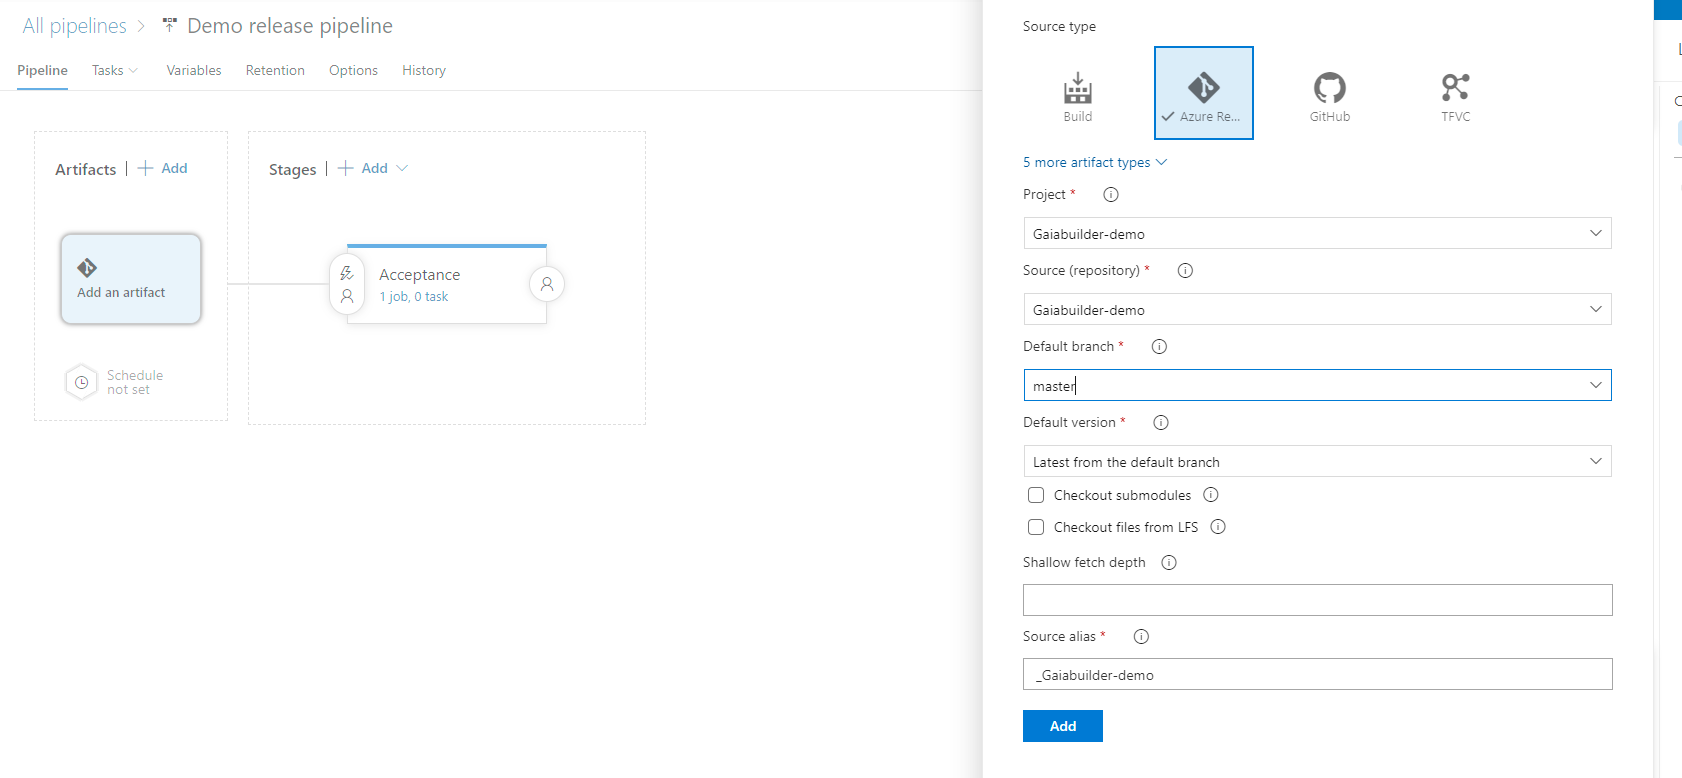 All pipelines
Demo release pipeline
Pipeline
Tasks
Variables
Retention
Options
History
Artifacts
Add
Stages
Add
Add an artifact
Schedule
not set
Acceptance
1 job, 0 task
Source type
Build
Azure Re...
GitHub
TFVC
5 more artifact types
Project *
Gaiabuilder-demo
Source (repository) *
Gaiabuilder-demo
Default branch *
master
Default version *
Latest from the default branch
Checkout submodules
Checkout files from LFS
Shallow fetch depth
Source alias *
_Gaiabuilder-demo
Add